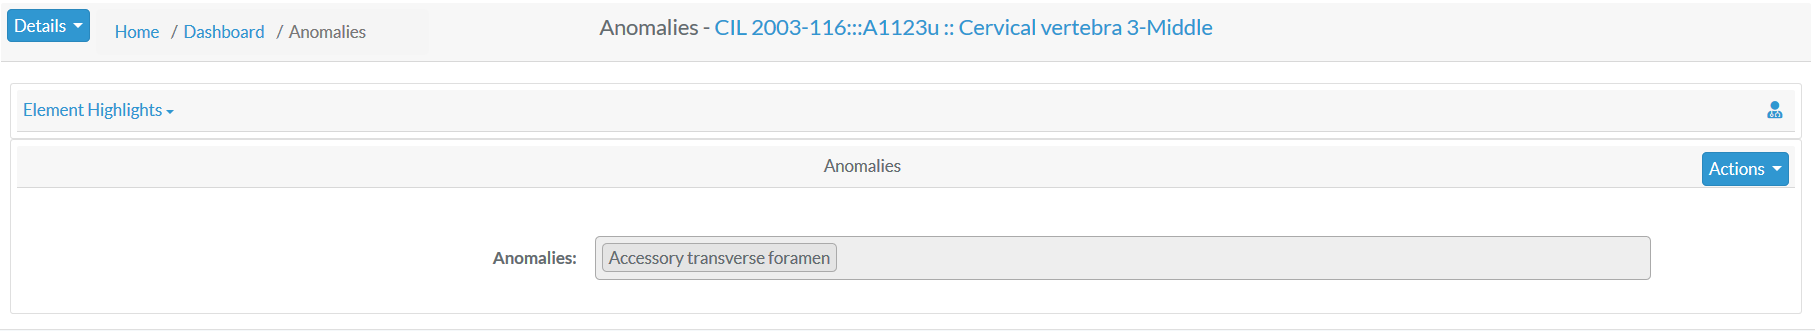 Details
Home / Dashboard / Anomalies
Anomalies - CIL 2003-116:::A1123u :: Cervical vertebra 3-Middle
Element Highlights
Anomalies
Actions
Anomalies: Accessory transverse foramen